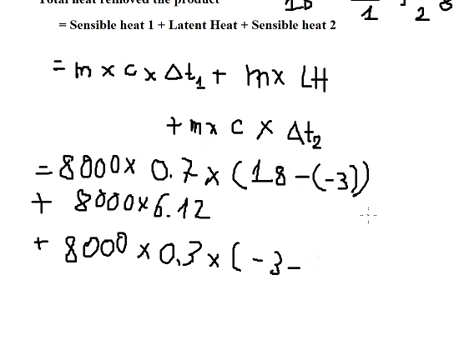 Total heat removed the product
= Sensible heat 1 + Latent Heat + Sensible heat 2
= m x c x Δt₁ + m x LH
+ m x c x Δt₂
= 8000 x 0.7 x (18 - (-3))
+ 8000 x 6.12
+ 8000 x 0.3 x ( -3 -